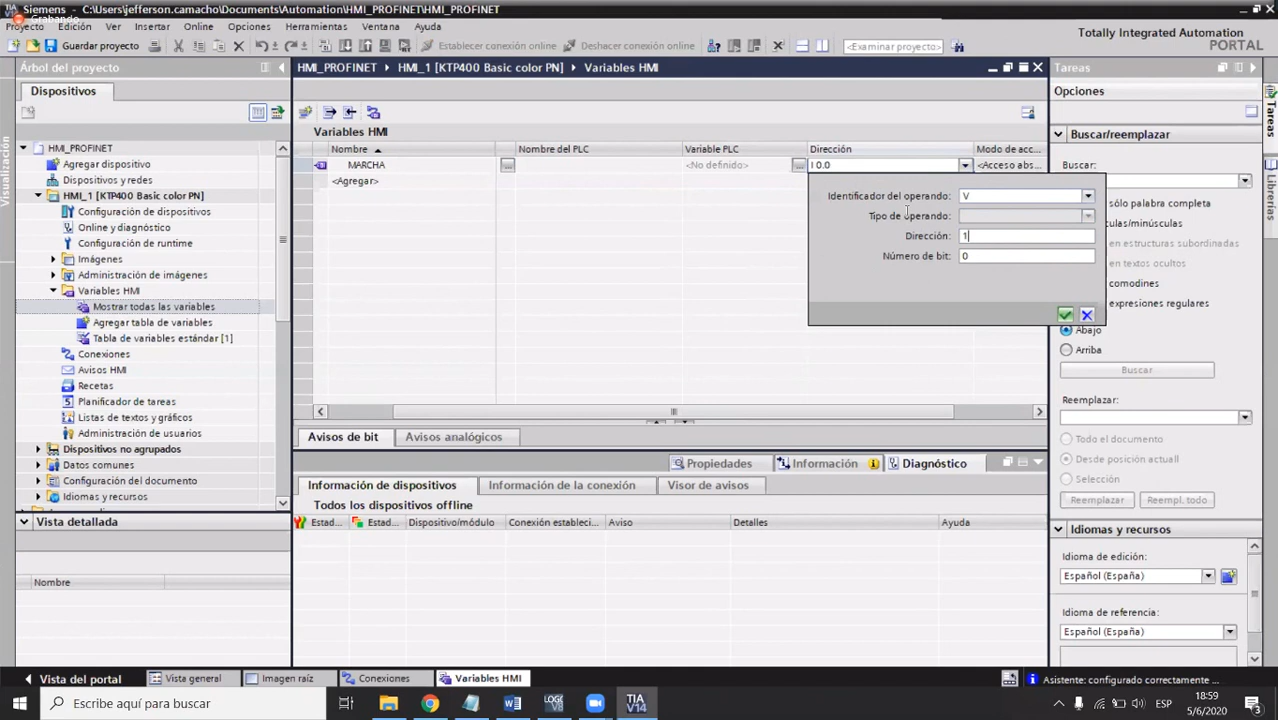 Siemens - C:\Users\jefferson.camacho\Documents\Automation\HMI_PROFINET\HMI_PROFINET
Grabando
Proyecto Edición Ver Insertar Online Opciones Herramientas Ventana Ayuda
Totally Integrated Automation
PORTAL
Guardar proyecto Establecer conexión online Deshacer conexión online <Examinar proyecto>
Árbol del proyecto
HMI_PROFINET HMI_1 [KTP400 Basic color PN] Variables HMI
Tareas
Dispositivos
Opciones
Visualización
Tareas
Librerías
HMI_PROFINET
Agregar dispositivo
Dispositivos y redes
HMI_1 [KTP400 Basic color PN]
Configuración de dispositivos
Online y diagnóstico
Configuración de runtime
Imágenes
Administración de imágenes
Variables HMI
Mostrar todas las variables
Agregar tabla de variables
Tabla de variables estándar [1]
Conexiones
Avisos HMI
Recetas
Planificador de tareas
Listas de textos y gráficos
Administración de usuarios
Dispositivos no agrupados
Datos comunes
Configuración del documento
Idiomas y recursos
Vista detallada
Nombre
Variables HMI
Nombre Nombre del PLC Variable PLC Dirección Modo de acc...
MARCHA <No definido> I 0.0 <Acceso abs...
<Agregar>
Identificador del operando: V
Tipo de operando:
Dirección: 1
Número de bit: 0
Avisos de bit Avisos analógicos
Propiedades Información Diagnóstico
Información de dispositivos Información de la conexión Visor de avisos
Todos los dispositivos offline
Estad... Estad... Dispositivo/módulo Conexión estableci... Aviso Detalles Ayuda
Buscar/reemplazar
Buscar:
sólo palabra completa
úsculas/minúsculas
en estructuras subordinadas
en textos ocultos
comodines
expresiones regulares
Abajo
Arriba
Buscar
Reemplazar:
Todo el documento
Desde posición actuall
Selección
Reemplazar Reempl. todo
Idiomas y recursos
Idioma de edición:
Español (España)
Idioma de referencia:
Español (España)
Vista del portal Vista general Conexiones Imagen raíz Variables HMI
Asistente: configurado correctamente ...
Escribe aquí para buscar
LOGO
V8
TIA
V14
ESP
18:59
5/6/2020
3